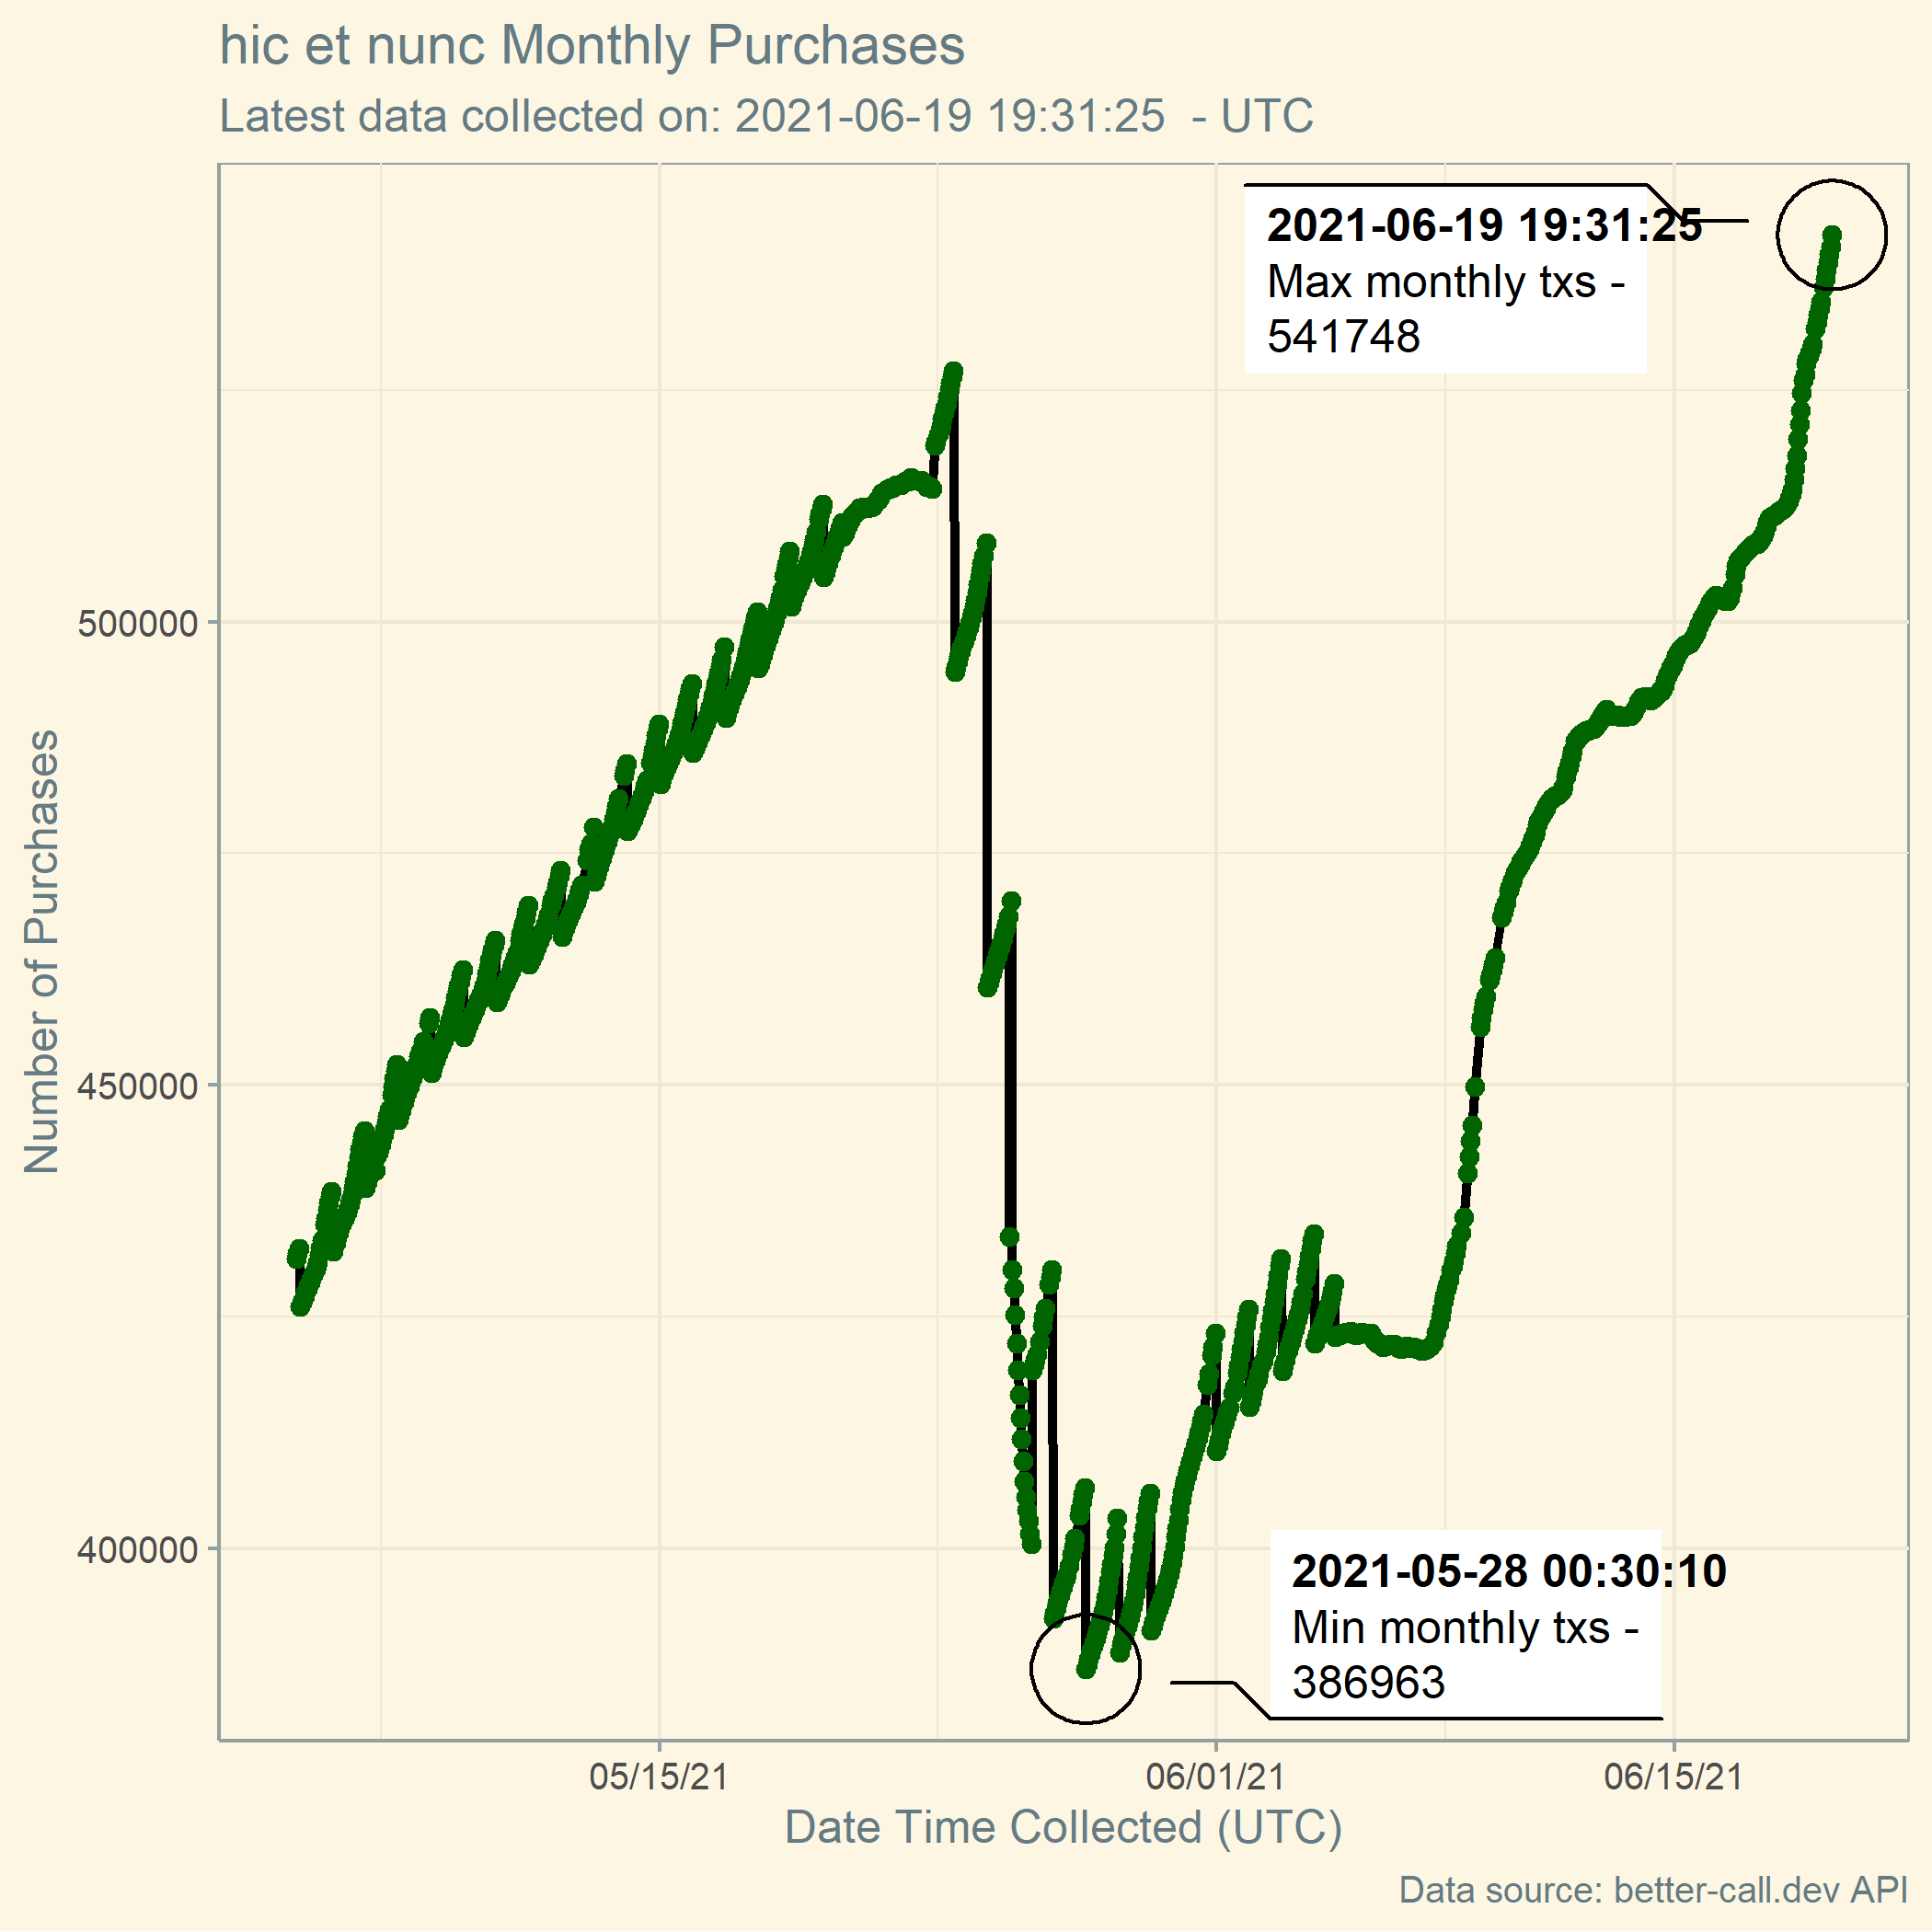 hic et nunc Monthly Purchases
Latest data collected on: 2021-06-19 19:31:25  - UTC
2021-06-19 19:31:25
Max monthly txs -
541748
500000
450000
400000
Number of Purchases
2021-05-28 00:30:10
Min monthly txs -
386963
05/15/21
06/01/21
06/15/21
Date Time Collected (UTC)
Data source: better-call.dev API